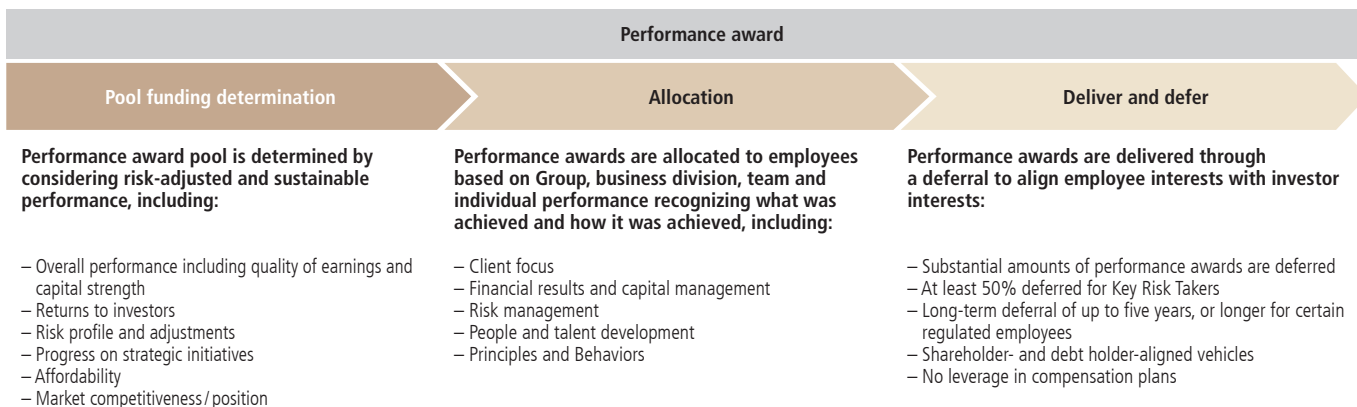 Performance award
Pool funding determination
Allocation
Deliver and defer
Performance award pool is determined by
considering risk-adjusted and sustainable
performance, including:
– Overall performance including quality of earnings and
capital strength
– Returns to investors
– Risk profile and adjustments
– Progress on strategic initiatives
– Affordability
– Market competitiveness/position
Performance awards are allocated to employees
based on Group, business division, team and
individual performance recognizing what was
achieved and how it was achieved, including:
– Client focus
– Financial results and capital management
– Risk management
– People and talent development
– Principles and Behaviors
Performance awards are delivered through
a deferral to align employee interests with investor
interests:
– Substantial amounts of performance awards are deferred
– At least 50% deferred for Key Risk Takers
– Long-term deferral of up to five years, or longer for certain
regulated employees
– Shareholder- and debt holder-aligned vehicles
– No leverage in compensation plans